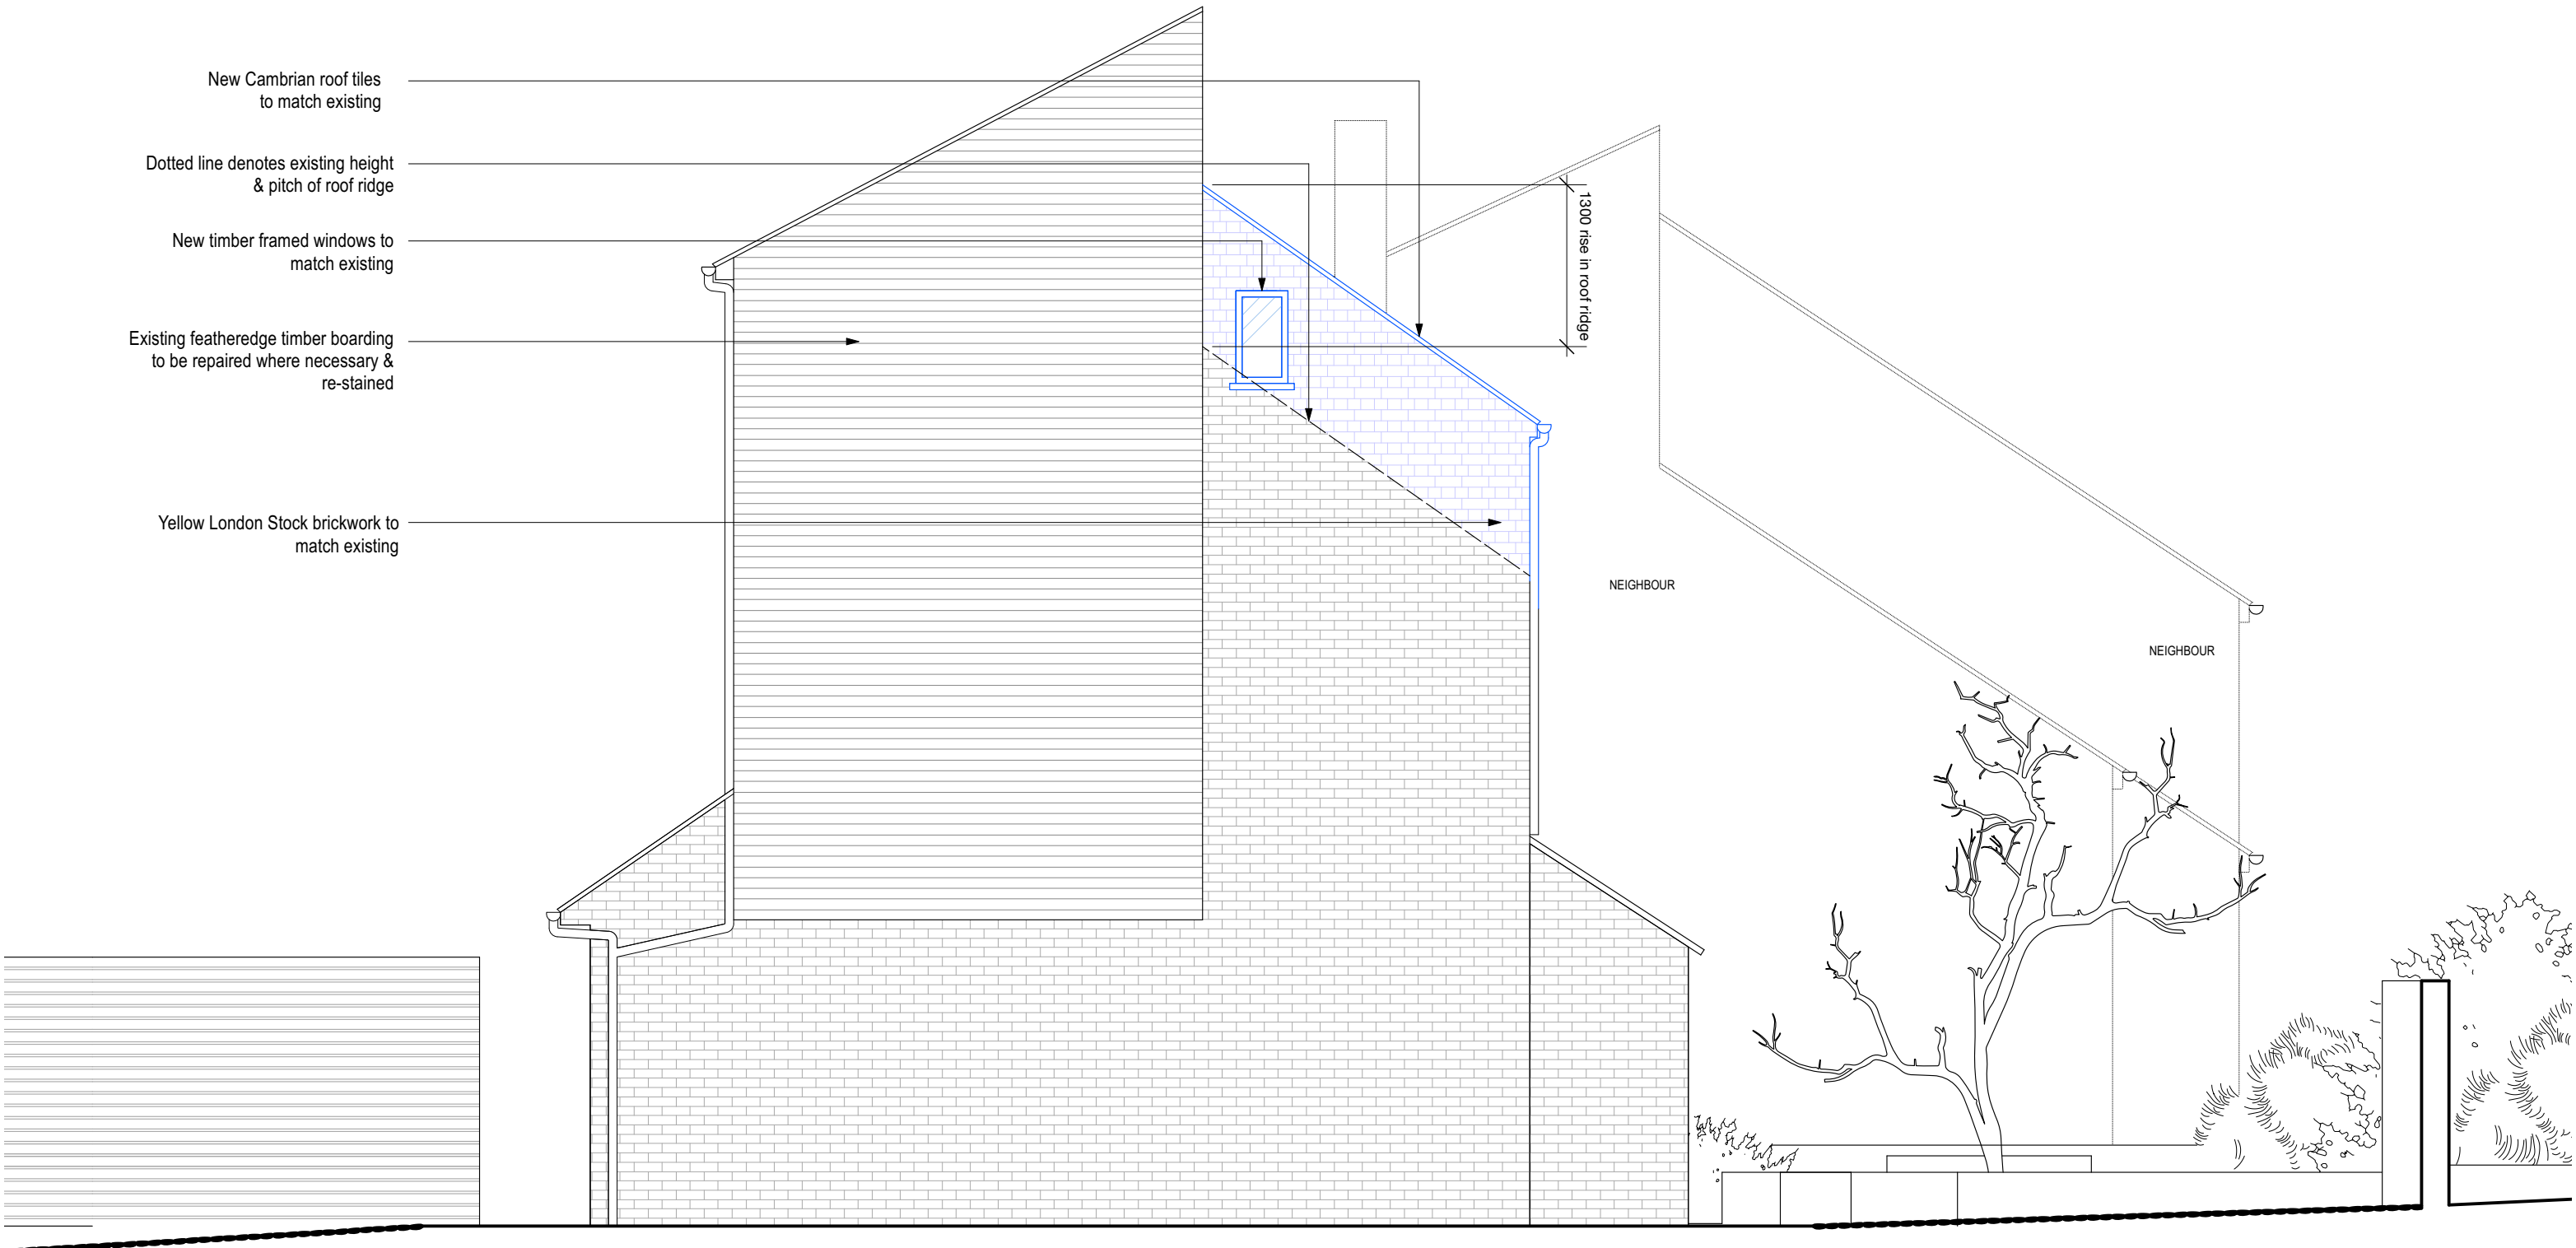 New Cambrian roof tiles
to match existing
Dotted line denotes existing height
& pitch of roof ridge
New timber framed windows to
match existing
Existing featheredge timber boarding
to be repaired where necessary &
re-stained
Yellow London Stock brickwork to
match existing
1300 rise in roof ridge
NEIGHBOUR
NEIGHBOUR